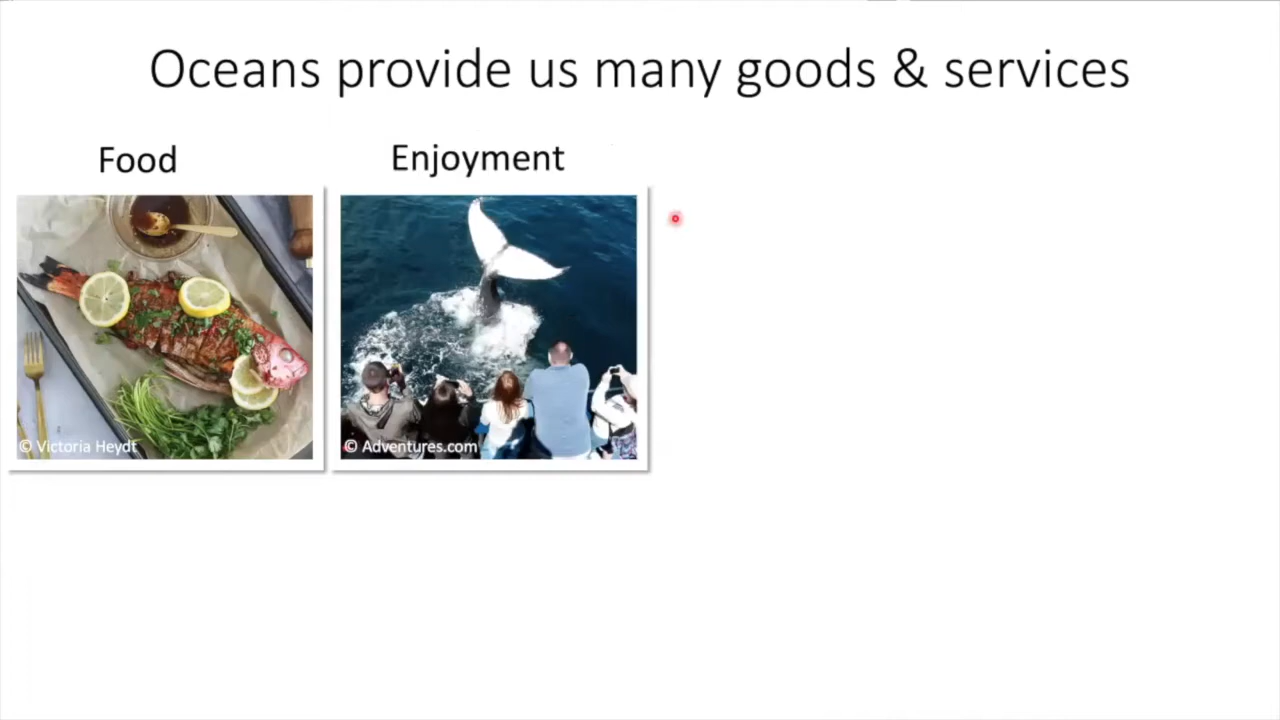 Oceans provide us many goods & services
Food
Enjoyment
© Victoria Heydt
© Adventures.com